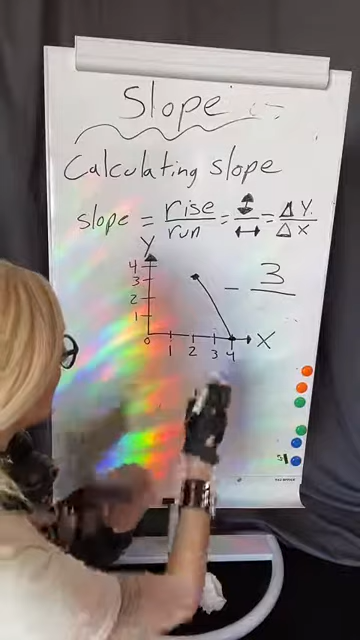 Slope
Calculating slope
slope = rise/run = ↕/↔ = ΔY/ΔX
Y
4
3
2
1
0 1 2 3 4 X
- 3